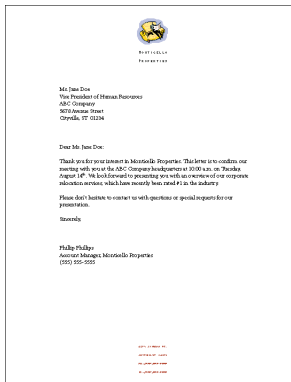 MONTICELLO
PROPERTIES
Ms. Jane Doe
Vice President of Human Resources
ABC Company
5678 Avenue Street
Cityville, ST 01234
Dear Ms. Jane Doe:
Thank you for your interest in Monticello Properties. This letter is to confirm our
meeting with you at the ABC Company headquarters at 10:00 a.m. on Tuesday,
August 14th. We look forward to presenting you with an overview of our corporate
relocation services, which have recently been rated #1 in the industry.
Please don't hesitate to contact us with questions or special requests for our
presentation.
Sincerely,
Phillip Phillips
Account Manager, Monticello Properties
(555) 555-5555